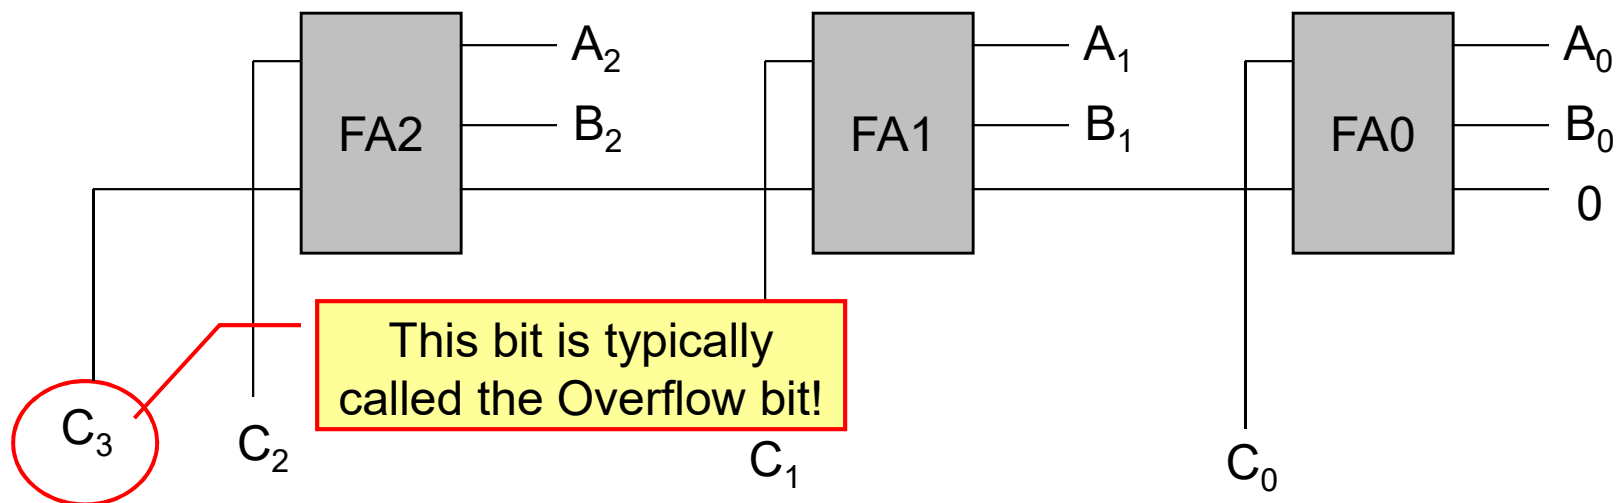 A₂
FA2
B₂
A₁
FA1
B₁
A₀
FA0
B₀
0
This bit is typically
called the Overflow bit!
C₃
C₂
C₁
C₀